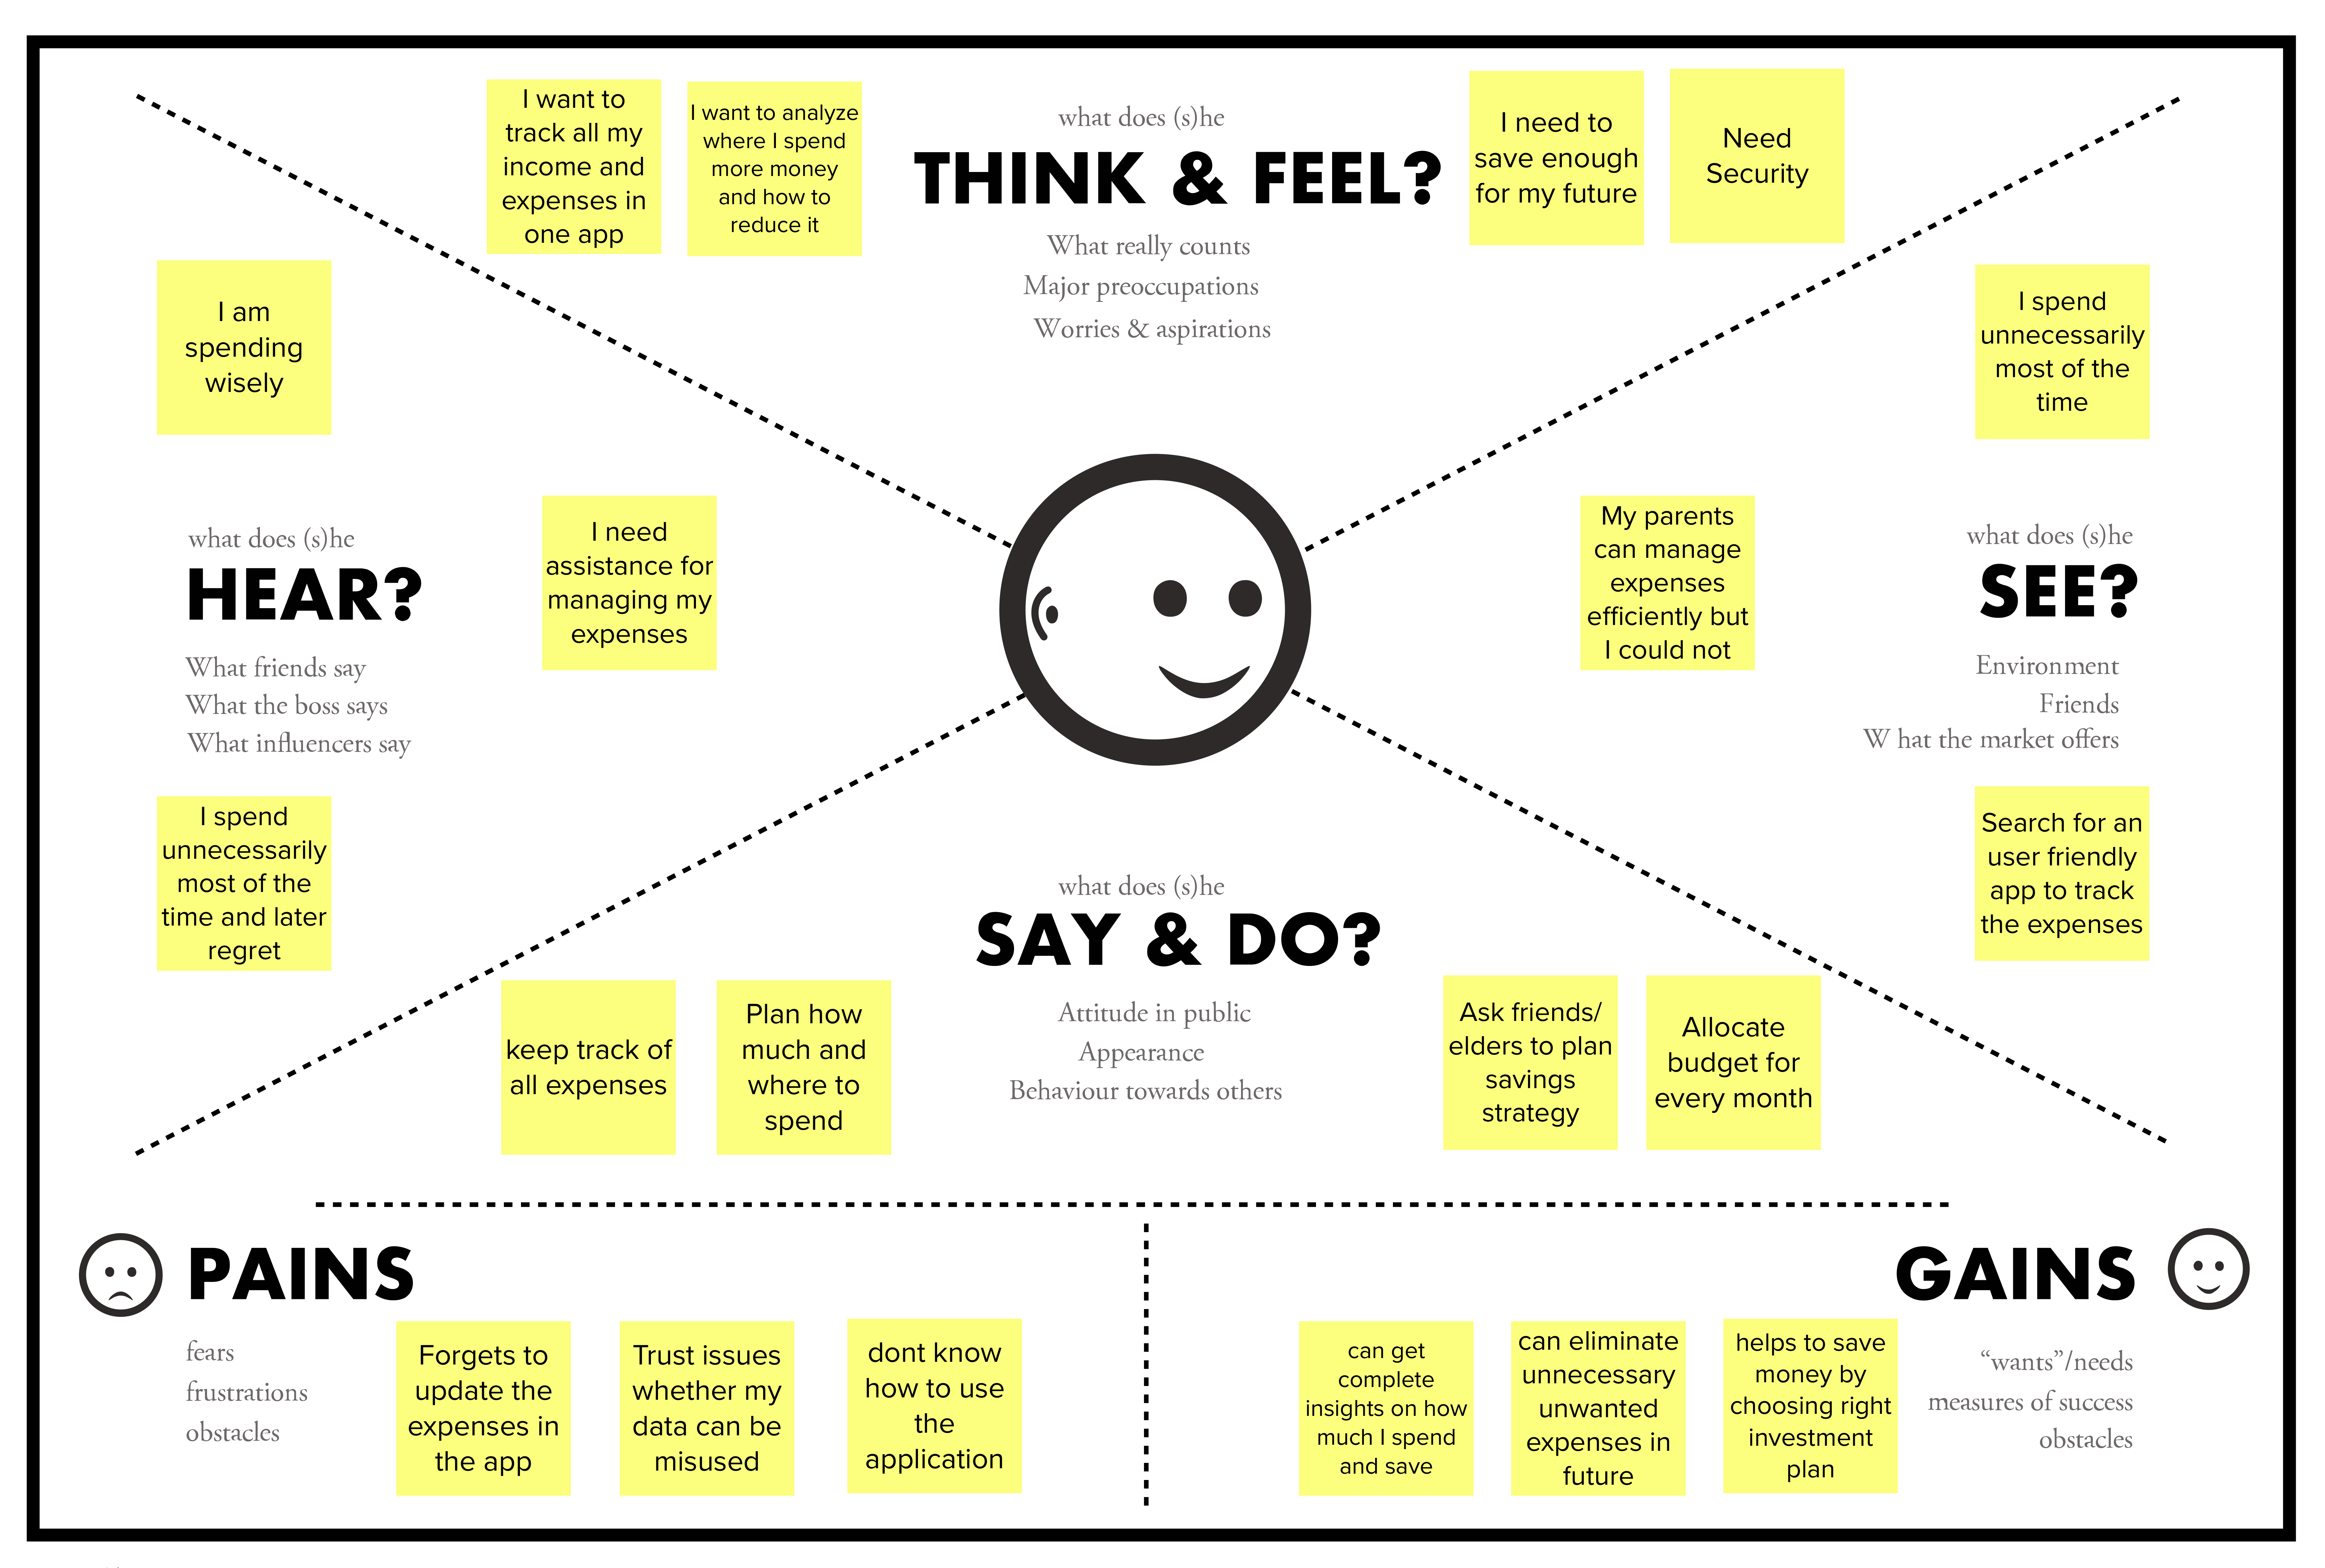 I want to
track all my
income and
expenses in
one app
I want to analyze
where I spend
more money
and how to
reduce it
what does (s)he
THINK & FEEL?
What really counts
Major preoccupations
Worries & aspirations
I need to
save enough
for my future
Need
Security
I am
spending
wisely
what does (s)he
HEAR?
What friends say
What the boss says
What influencers say
I need
assistance for
managing my
expenses
I spend
unnecessarily
most of the
time and later
regret
I spend
unnecessarily
most of the
time
My parents
can manage
expenses
efficiently but
I could not
what does (s)he
SEE?
Environment
Friends
W hat the market offers
Search for an
user friendly
app to track
the expenses
what does (s)he
SAY & DO?
Attitude in public
Appearance
Behaviour towards others
keep track of
all expenses
Plan how
much and
where to
spend
Ask friends/
elders to plan
savings
strategy
Allocate
budget for
every month
PAINS
fears
frustrations
obstacles
Forgets to
update the
expenses in
the app
Trust issues
whether my
data can be
misused
dont know
how to use
the
application
GAINS
"wants"/needs
measures of success
obstacles
can get
complete
insights on how
much I spend
and save
can eliminate
unnecessary
unwanted
expenses in
future
helps to save
money by
choosing right
investment
plan